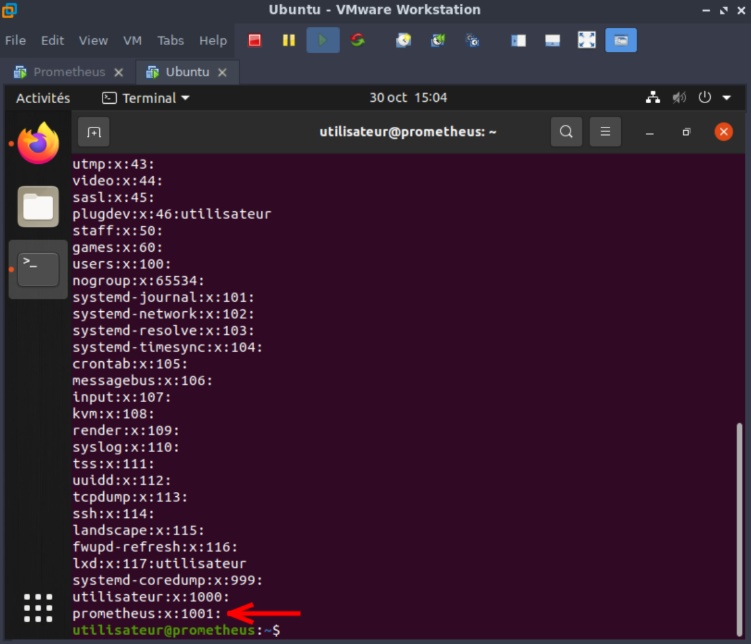 Ubuntu - VMware Workstation
File Edit View VM Tabs Help
Prometheus Ubuntu
Activités Terminal 30 oct 15:04
utilisateur@prometheus: ~
utmp:x:43:
video:x:44:
sasl:x:45:
plugdev:x:46:utilisateur
staff:x:50:
games:x:60:
users:x:100:
nogroup:x:65534:
systemd-journal:x:101:
systemd-network:x:102:
systemd-resolve:x:103:
systemd-timesync:x:104:
crontab:x:105:
messagebus:x:106:
input:x:107:
kvm:x:108:
render:x:109:
syslog:x:110:
tss:x:111:
uuidd:x:112:
tcpdump:x:113:
ssh:x:114:
landscape:x:115:
fwupd-refresh:x:116:
lxd:x:117:utilisateur
systemd-coredump:x:999:
utilisateur:x:1000:
prometheus:x:1001:
utilisateur@prometheus:~$